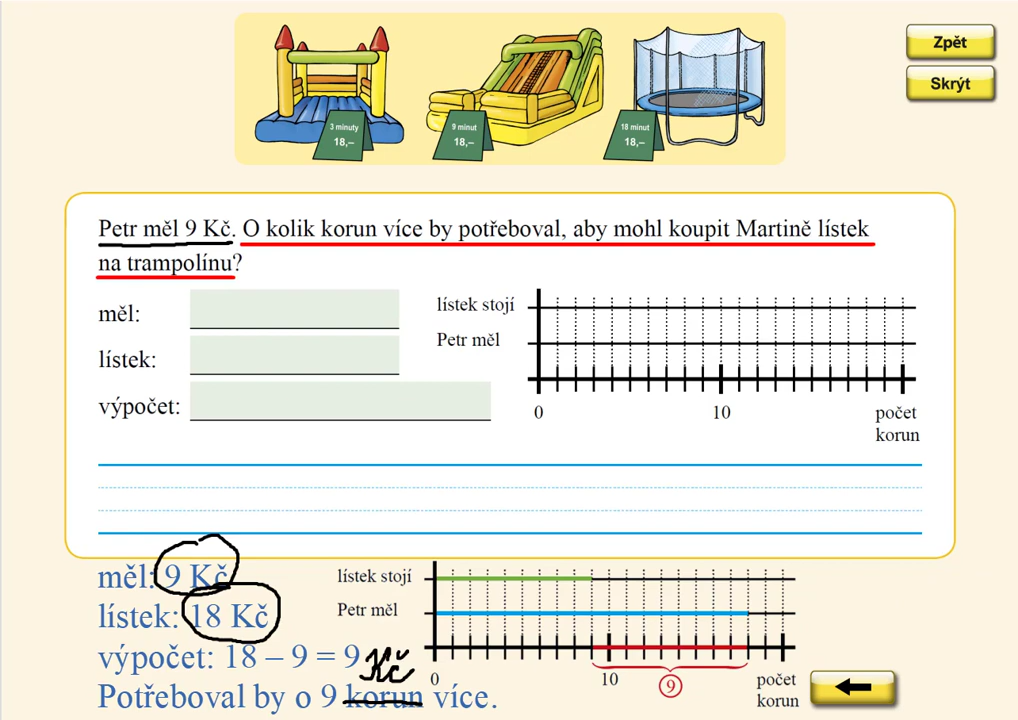 Zpět
Skrýt
3 minuty
18,–
9 minut
18,–
18 minut
18,–
Petr měl 9 Kč. O kolik korun více by potřeboval, aby mohl koupit Martině lístek
na trampolínu?
měl:
lístek:
výpočet:
lístek stojí
Petr měl
0 10 počet
korun
měl: 9 Kč
lístek: 18 Kč
výpočet: 18 – 9 = 9 Kč
Potřeboval by o 9 korun více.
lístek stojí
Petr měl
0 10 9 počet
korun